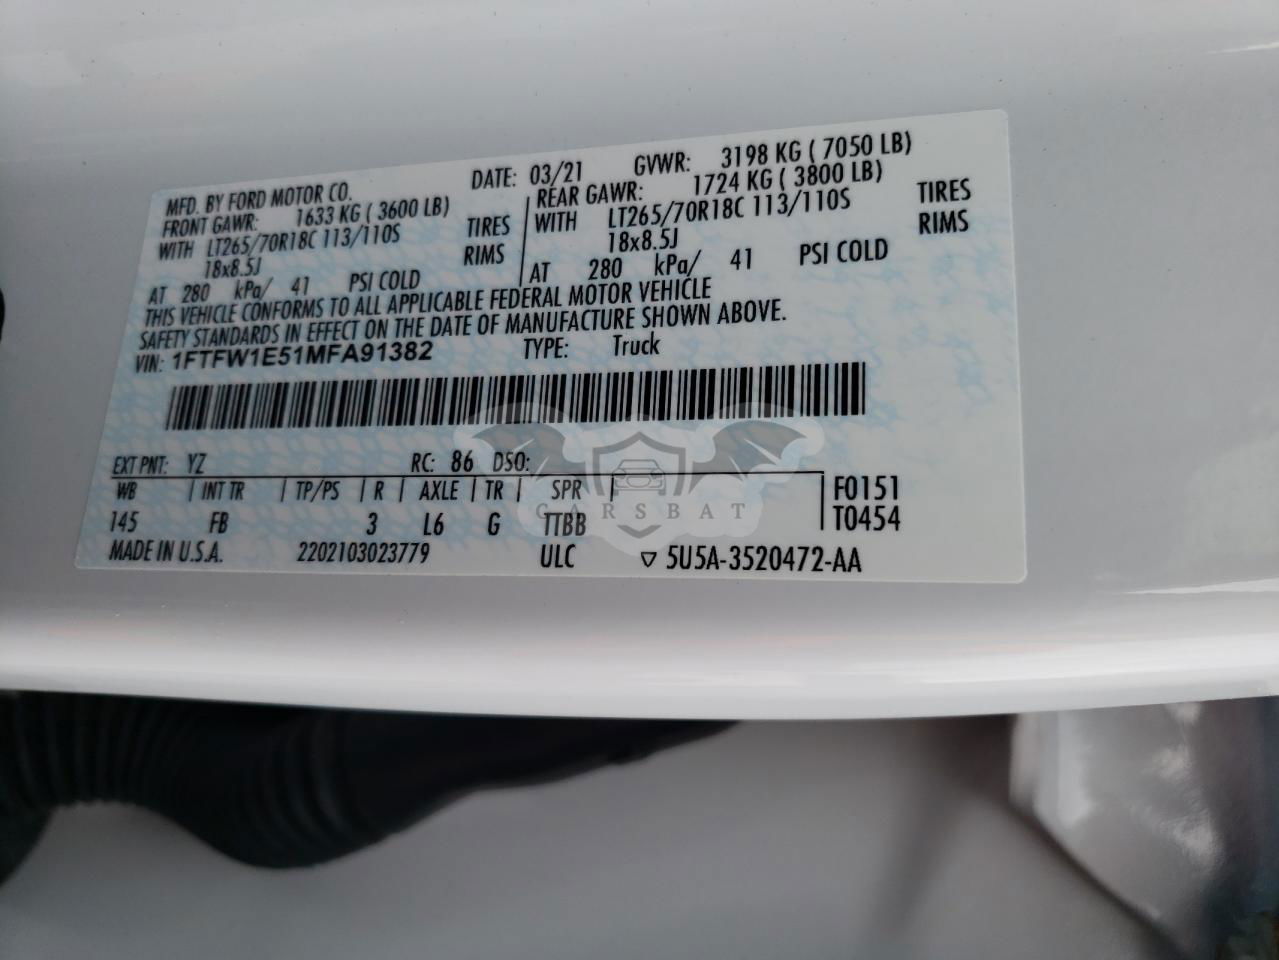 MFD. BY FORD MOTOR CO. DATE: 03/21 GVWR: 3198 KG ( 7050 LB)
FRONT GAWR: 1633 KG ( 3600 LB) REAR GAWR: 1724 KG ( 3800 LB)
WITH LT265/70R18C 113/110S TIRES WITH LT265/70R18C 113/110S TIRES
18x8.5J RIMS 18x8.5J RIMS
AT 280 kPa/ 41 PSI COLD AT 280 kPa/ 41 PSI COLD
THIS VEHICLE CONFORMS TO ALL APPLICABLE FEDERAL MOTOR VEHICLE
SAFETY STANDARDS IN EFFECT ON THE DATE OF MANUFACTURE SHOWN ABOVE.
VIN: 1FTFW1E51MFA91382 TYPE: Truck
EXT PNT: YZ RC: 86 DSO:
WB INT TR TP/PS R AXLE TR SPR F0151
145 FB 3 L6 G TTBB T0454
CARSBAT
MADE IN U.S.A. 2202103023779 ULC ▽ 5U5A-3520472-AA